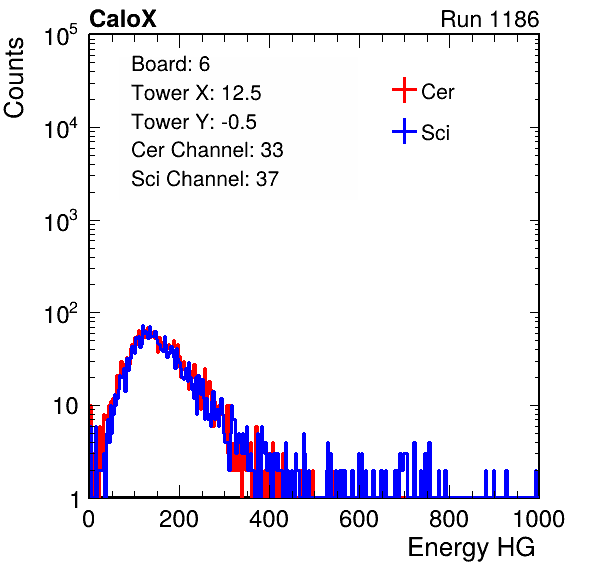 CaloX Run 1186
Counts
Board: 6
Tower X: 12.5
Tower Y: -0.5
Cer Channel: 33
Sci Channel: 37
Cer
Sci
10^5
10^4
10^3
10^2
10
1
0 200 400 600 800 1000
Energy HG